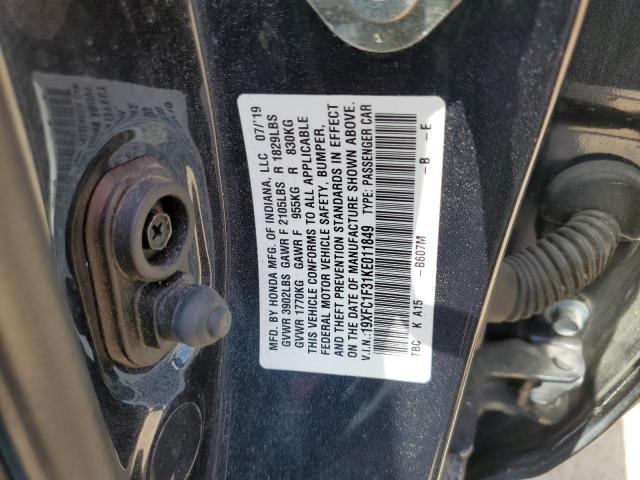 MFD. BY HONDA MFG. OF INDIANA, LLC 07/'19
GVWR 3902LBS GAWR F 2105LBS R 1829LBS
GVWR 1770KG GAWR F 955KG R 830KG
THIS VEHICLE CONFORMS TO ALL APPLICABLE
FEDERAL MOTOR VEHICLE SAFETY, BUMPER,
AND THEFT PREVENTION STANDARDS IN EFFECT
ON THE DATE OF MANUFACTURE SHOWN ABOVE.
V.I.N.:19XFC1F31KE011849 TYPE: PASSENGER CAR
TBC K A15 -B607M -B -E